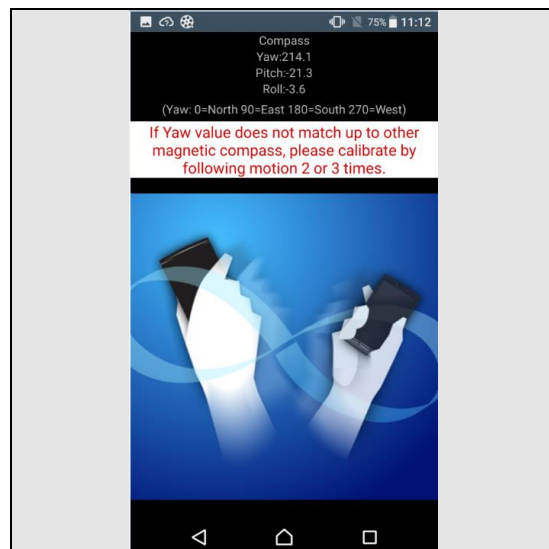 75% 11:12
Compass
Yaw:214.1
Pitch:-21.3
Roll:-3.6
(Yaw: 0=North 90=East 180=South 270=West)
If Yaw value does not match up to other
magnetic compass, please calibrate by
following motion 2 or 3 times.